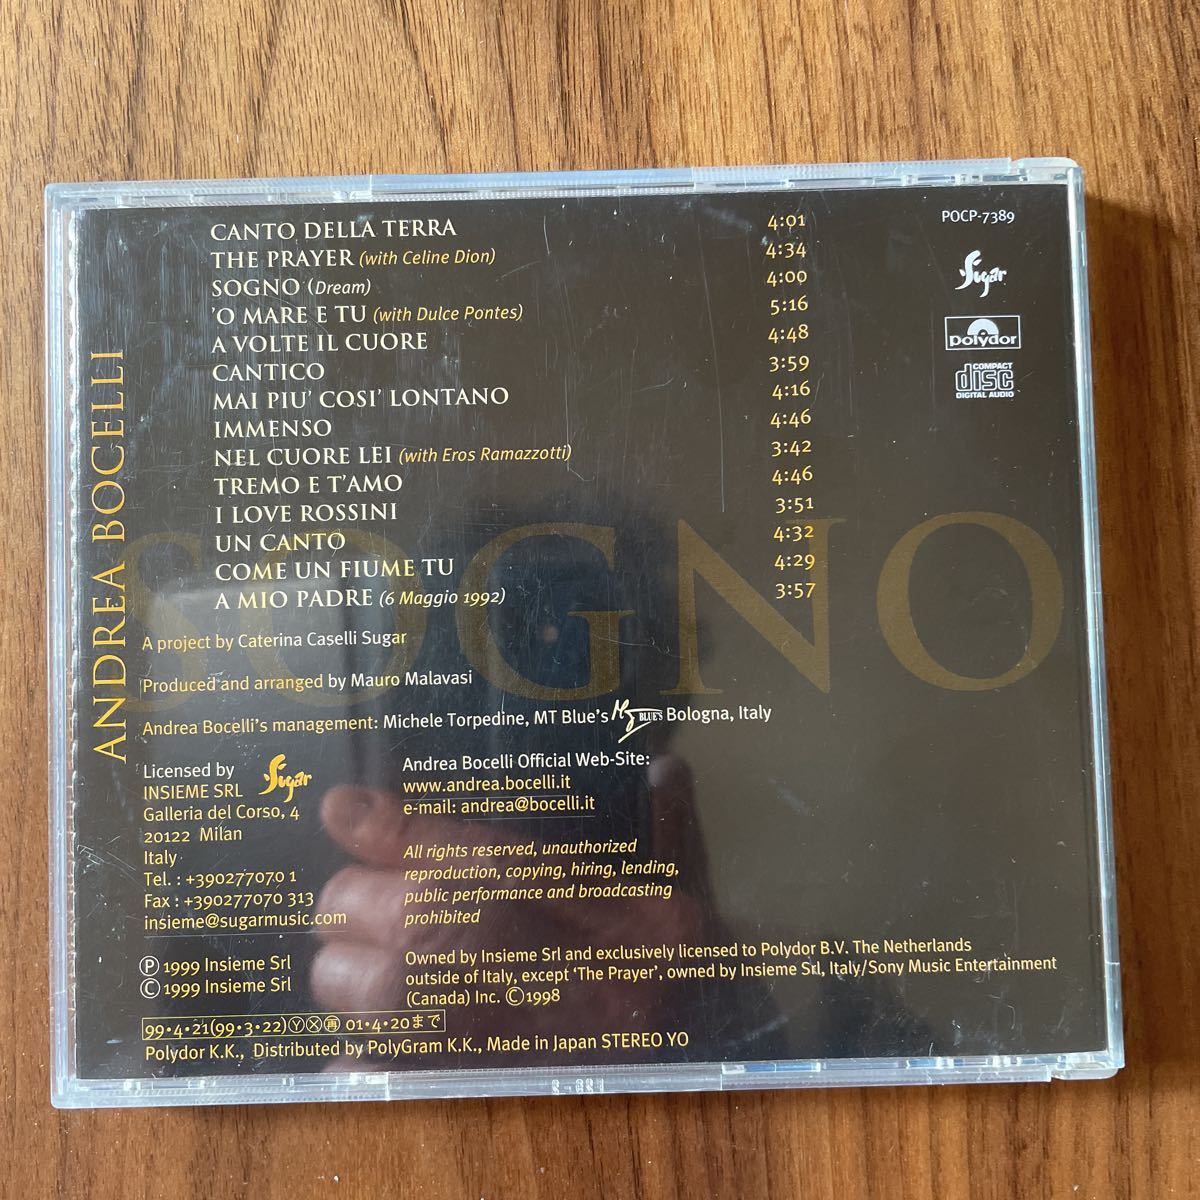 CANTO DELLA TERRA 4:01
THE PRAYER (with Celine Dion) 4:34
SOGNO (Dream) 4:00
'O MARE E TU (with Dulce Pontes) 5:16
A VOLTE IL CUORE 4:48
CANTICO 3:59
MAI PIU' COSI' LONTANO 4:16
IMMENSO 4:46
NEL CUORE LEI (with Eros Ramazzotti) 3:42
TREMO E T'AMO 4:46
I LOVE ROSSINI 3:51
UN CANTO 4:32
COME UN FIUME TU 4:29
A MIO PADRE (6 Maggio 1992) 3:57
POCP-7389
Sugar
polydor
COMPACT
disc
DIGITAL AUDIO
ANDREA BOCELLI
SOGNO
A project by Caterina Caselli Sugar
Produced and arranged by Mauro Malavasi
Andrea Bocelli's management: Michele Torpedine, MT Blue's MT BLUE'S Bologna, Italy
Licensed by
INSIEME SRL
Sugar
Galleria del Corso, 4
20122 Milan
Italy
Tel. : +390277070 1
Fax : +390277070 313
insieme@sugarmusic.com
Andrea Bocelli Official Web-Site:
www.andrea.bocelli.it
e-mail: andrea@bocelli.it
All rights reserved, unauthorized
reproduction, copying, hiring, lending,
public performance and broadcasting
prohibited
Ⓟ 1999 Insieme Srl
Ⓒ 1999 Insieme Srl
Owned by Insieme Srl and exclusively licensed to Polydor B.V. The Netherlands
outside of Italy, except 'The Prayer', owned by Insieme Srl, Italy/Sony Music Entertainment
(Canada) Inc. Ⓒ1998
99•4•21(99•3•22)ⓎⓍ㊢ 01•4•20まで
Polydor K.K., Distributed by PolyGram K.K., Made in Japan STEREO YO